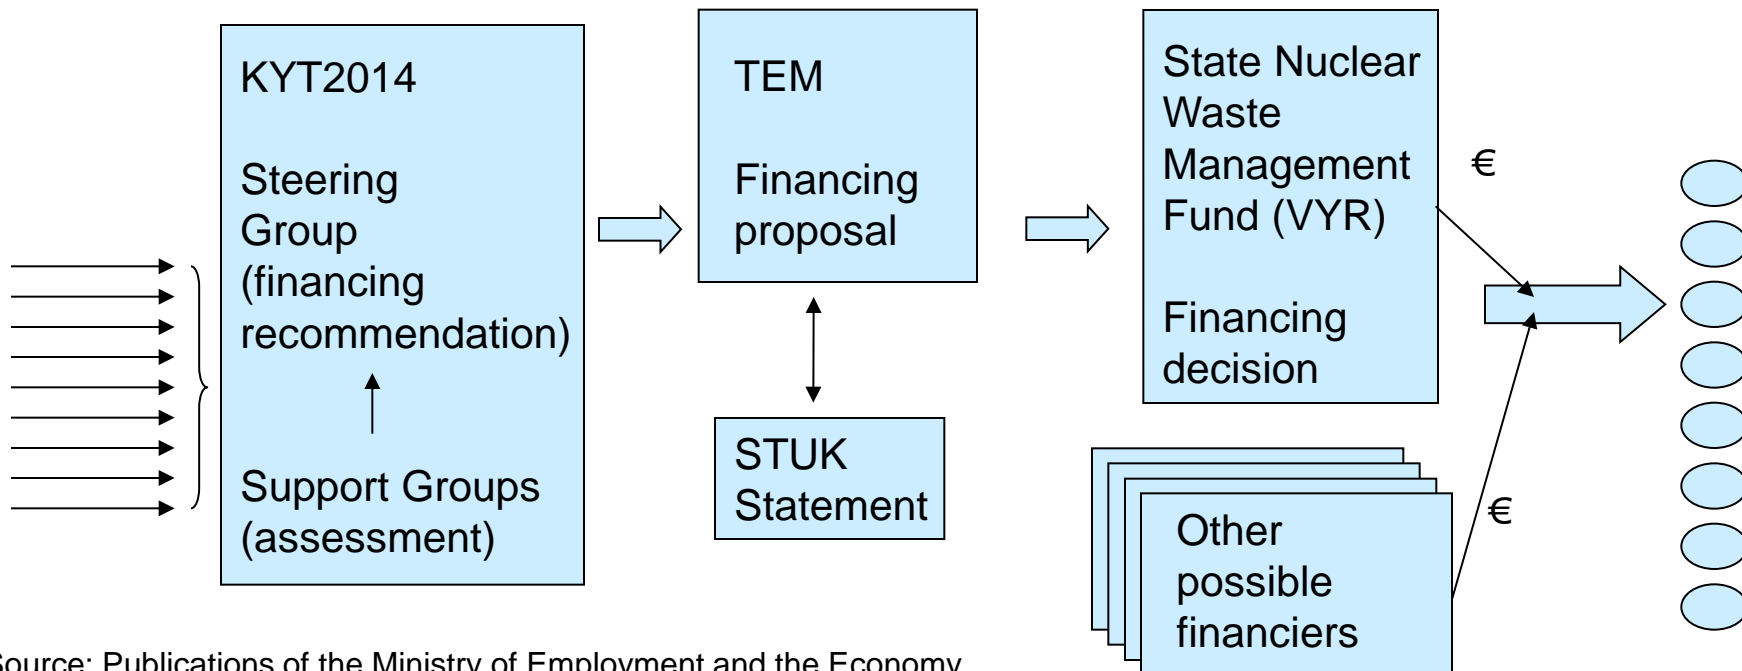 KYT2014
Steering
Group
(financing
recommendation)
Support Groups
(assessment)
TEM
Financing
proposal
STUK
Statement
State Nuclear
Waste
Management
Fund (VYR)
Financing
decision
€
€
Other
possible
financiers
Source: Publications of the Ministry of Employment and the Economy